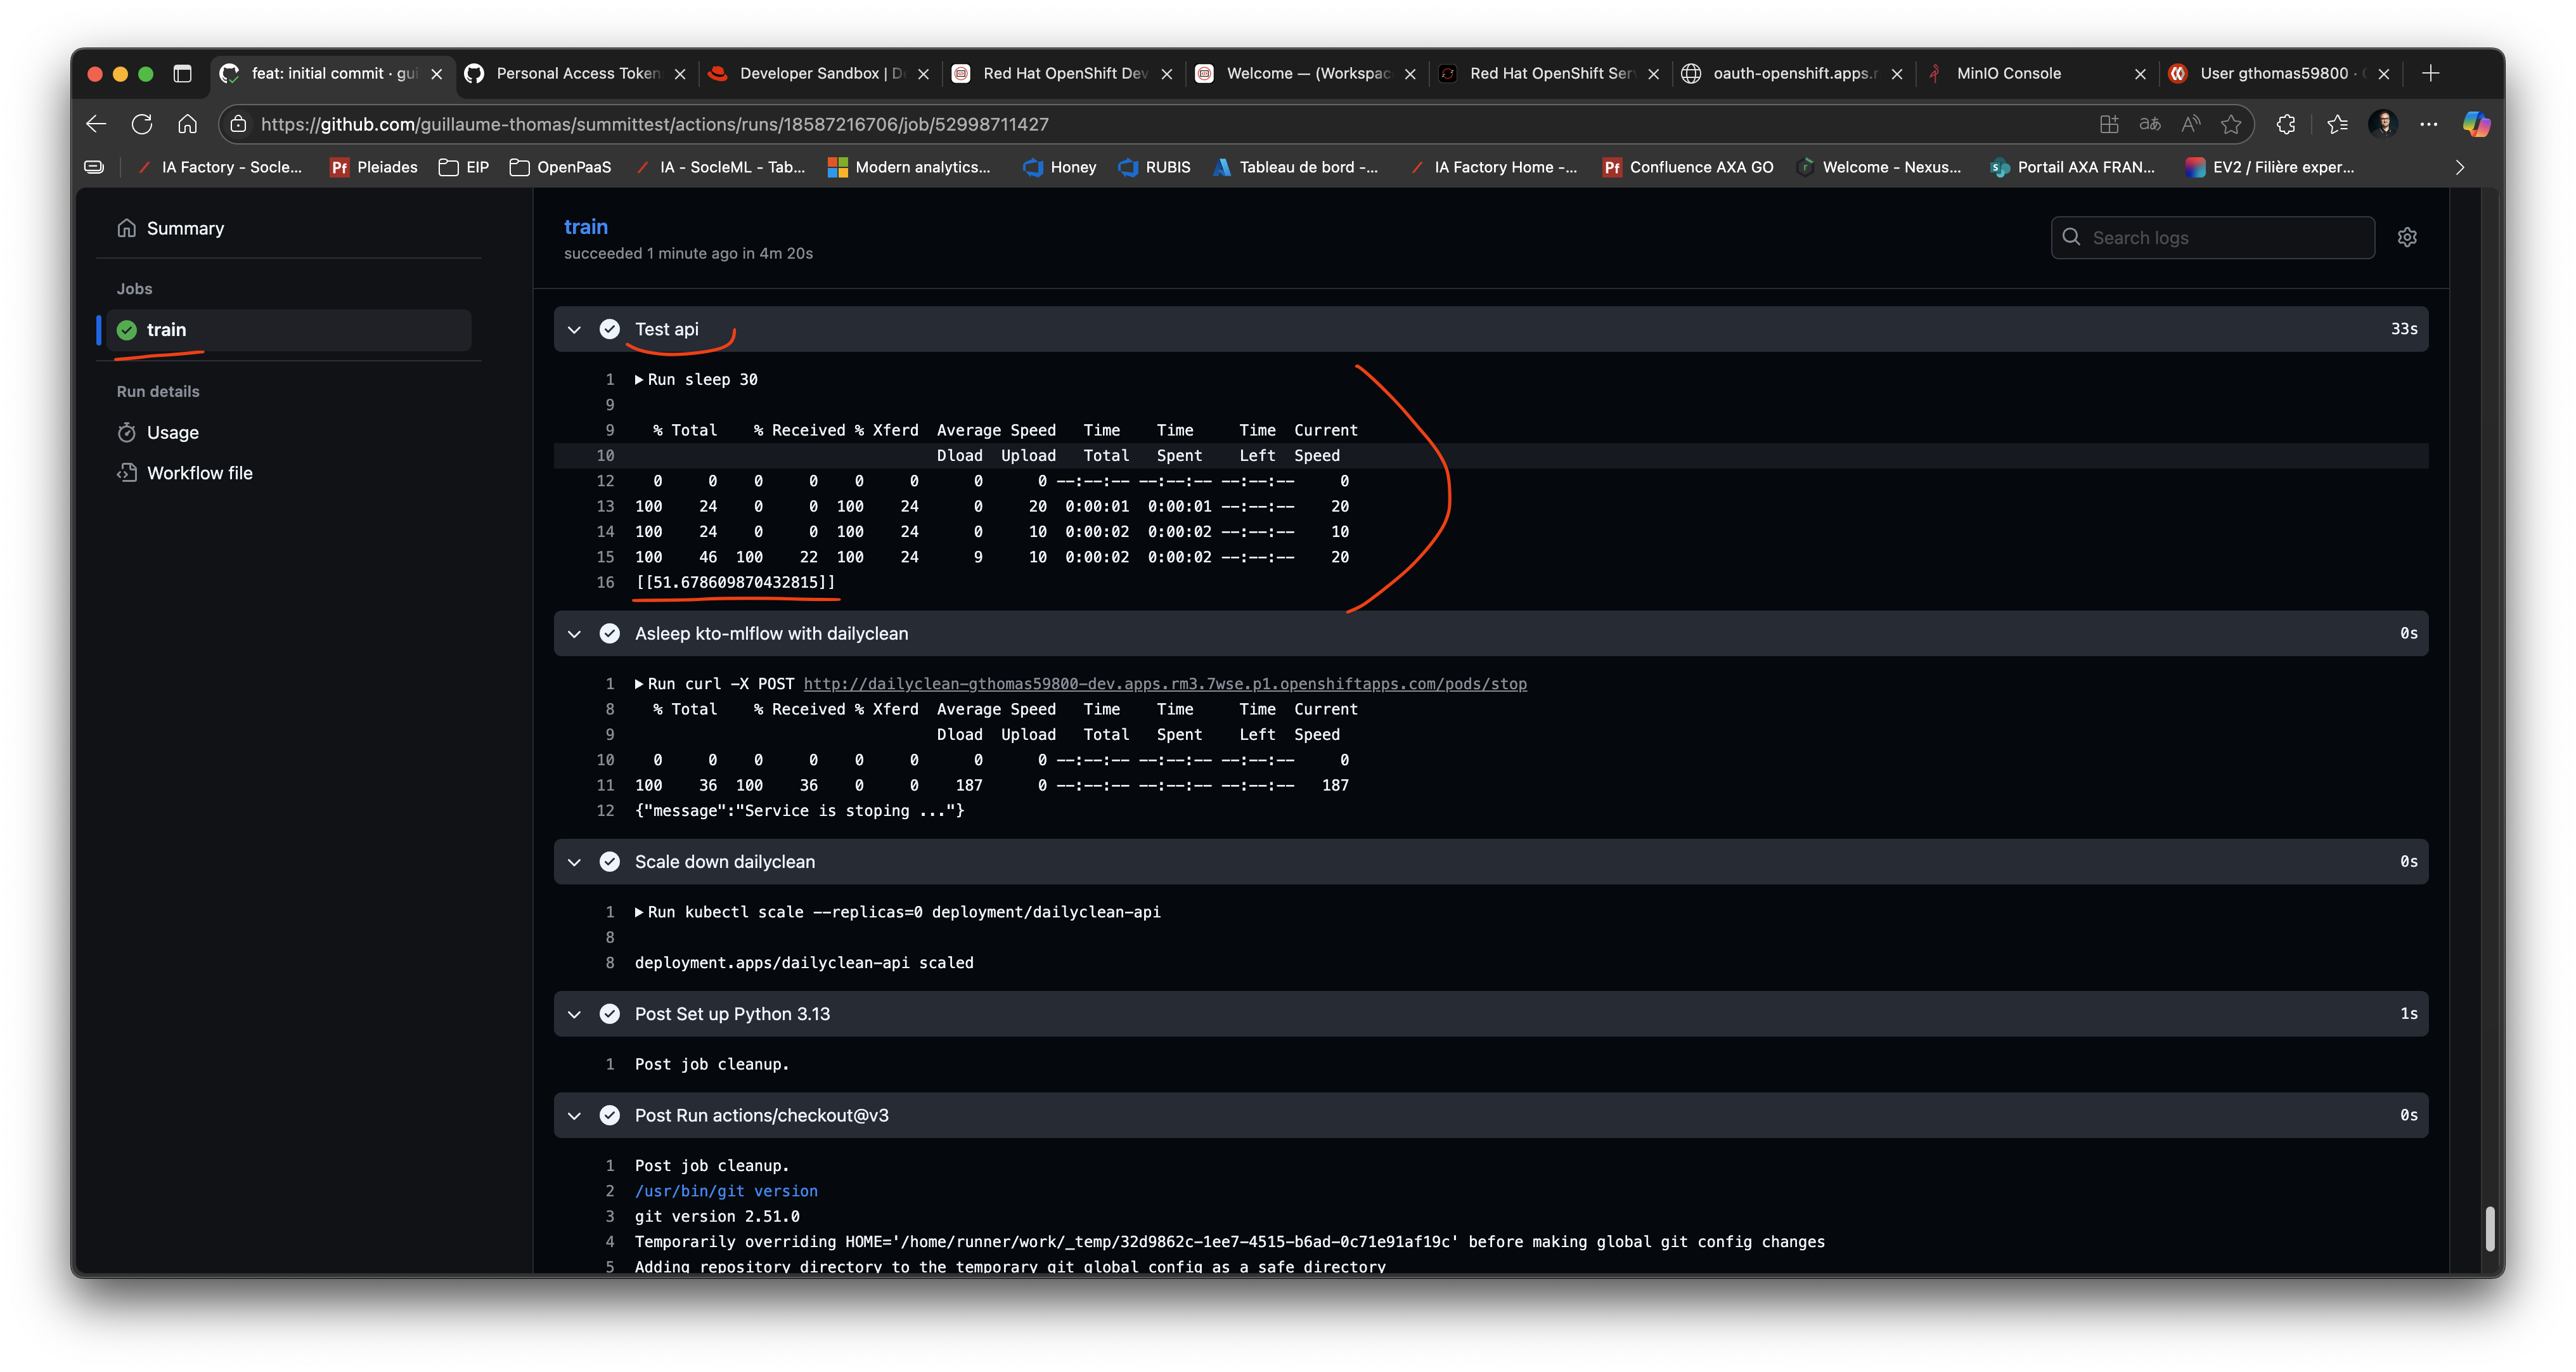 feat: initial commit · gui
Personal Access Token
Developer Sandbox | D
Red Hat OpenShift Dev
Welcome — (Workspac
Red Hat OpenShift Ser
oauth-openshift.apps.r
MinIO Console
User gthomas59800 ·
https://github.com/guillaume-thomas/summittest/actions/runs/18587216706/job/52998711427
IA Factory - Socle...
Pleiades
EIP
OpenPaaS
IA - SocleML - Tab...
Modern analytics...
Honey
RUBIS
Tableau de bord -...
IA Factory Home -...
Confluence AXA GO
Welcome - Nexus...
Portail AXA FRAN...
EV2 / Filière exper...
Summary
Jobs
train
Run details
Usage
Workflow file
train
succeeded 1 minute ago in 4m 20s
Search logs
Test api 33s
1 Run sleep 30
9
9 % Total % Received % Xferd Average Speed Time Time Time Current
10 Dload Upload Total Spent Left Speed
12 0 0 0 0 0 0 0 0 --:--:-- --:--:-- --:--:-- 0
13 100 24 0 0 100 24 0 20 0:00:01 0:00:01 --:--:-- 20
14 100 24 0 0 100 24 0 10 0:00:02 0:00:02 --:--:-- 10
15 100 46 100 22 100 24 9 10 0:00:02 0:00:02 --:--:-- 20
16 [[51.678609870432815]]
Asleep kto-mlflow with dailyclean 0s
1 Run curl -X POST http://dailyclean-gthomas59800-dev.apps.rm3.7wse.p1.openshiftapps.com/pods/stop
8 % Total % Received % Xferd Average Speed Time Time Time Current
9 Dload Upload Total Spent Left Speed
10 0 0 0 0 0 0 0 0 --:--:-- --:--:-- --:--:-- 0
11 100 36 100 36 0 0 187 0 --:--:-- --:--:-- --:--:-- 187
12 {"message":"Service is stoping ..."}
Scale down dailyclean 0s
1 Run kubectl scale --replicas=0 deployment/dailyclean-api
8
8 deployment.apps/dailyclean-api scaled
Post Set up Python 3.13 1s
1 Post job cleanup.
Post Run actions/checkout@v3 0s
1 Post job cleanup.
2 /usr/bin/git version
3 git version 2.51.0
4 Temporarily overriding HOME='/home/runner/work/_temp/32d9862c-1ee7-4515-b6ad-0c71e91af19c' before making global git config changes
5 Adding repository directory to the temporary git global config as a safe directory